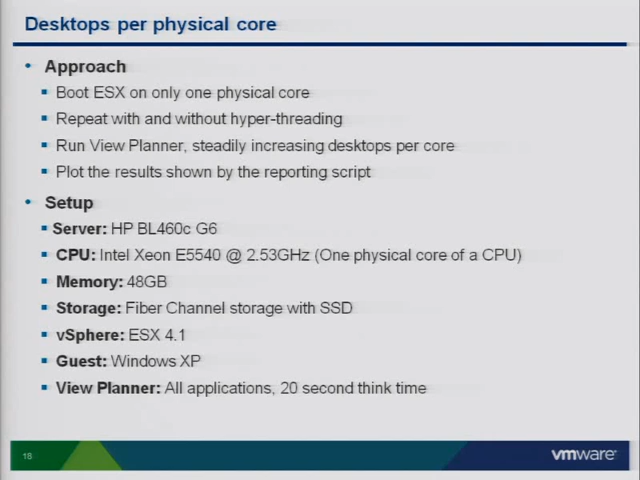 Desktops per physical core
• Approach
▪ Boot ESX on only one physical core
▪ Repeat with and without hyper-threading
▪ Run View Planner, steadily increasing desktops per core
▪ Plot the results shown by the reporting script
• Setup
▪ Server: HP BL460c G6
▪ CPU: Intel Xeon E5540 @ 2.53GHz (One physical core of a CPU)
▪ Memory: 48GB
▪ Storage: Fiber Channel storage with SSD
▪ vSphere: ESX 4.1
▪ Guest: Windows XP
▪ View Planner: All applications, 20 second think time
18
vmware